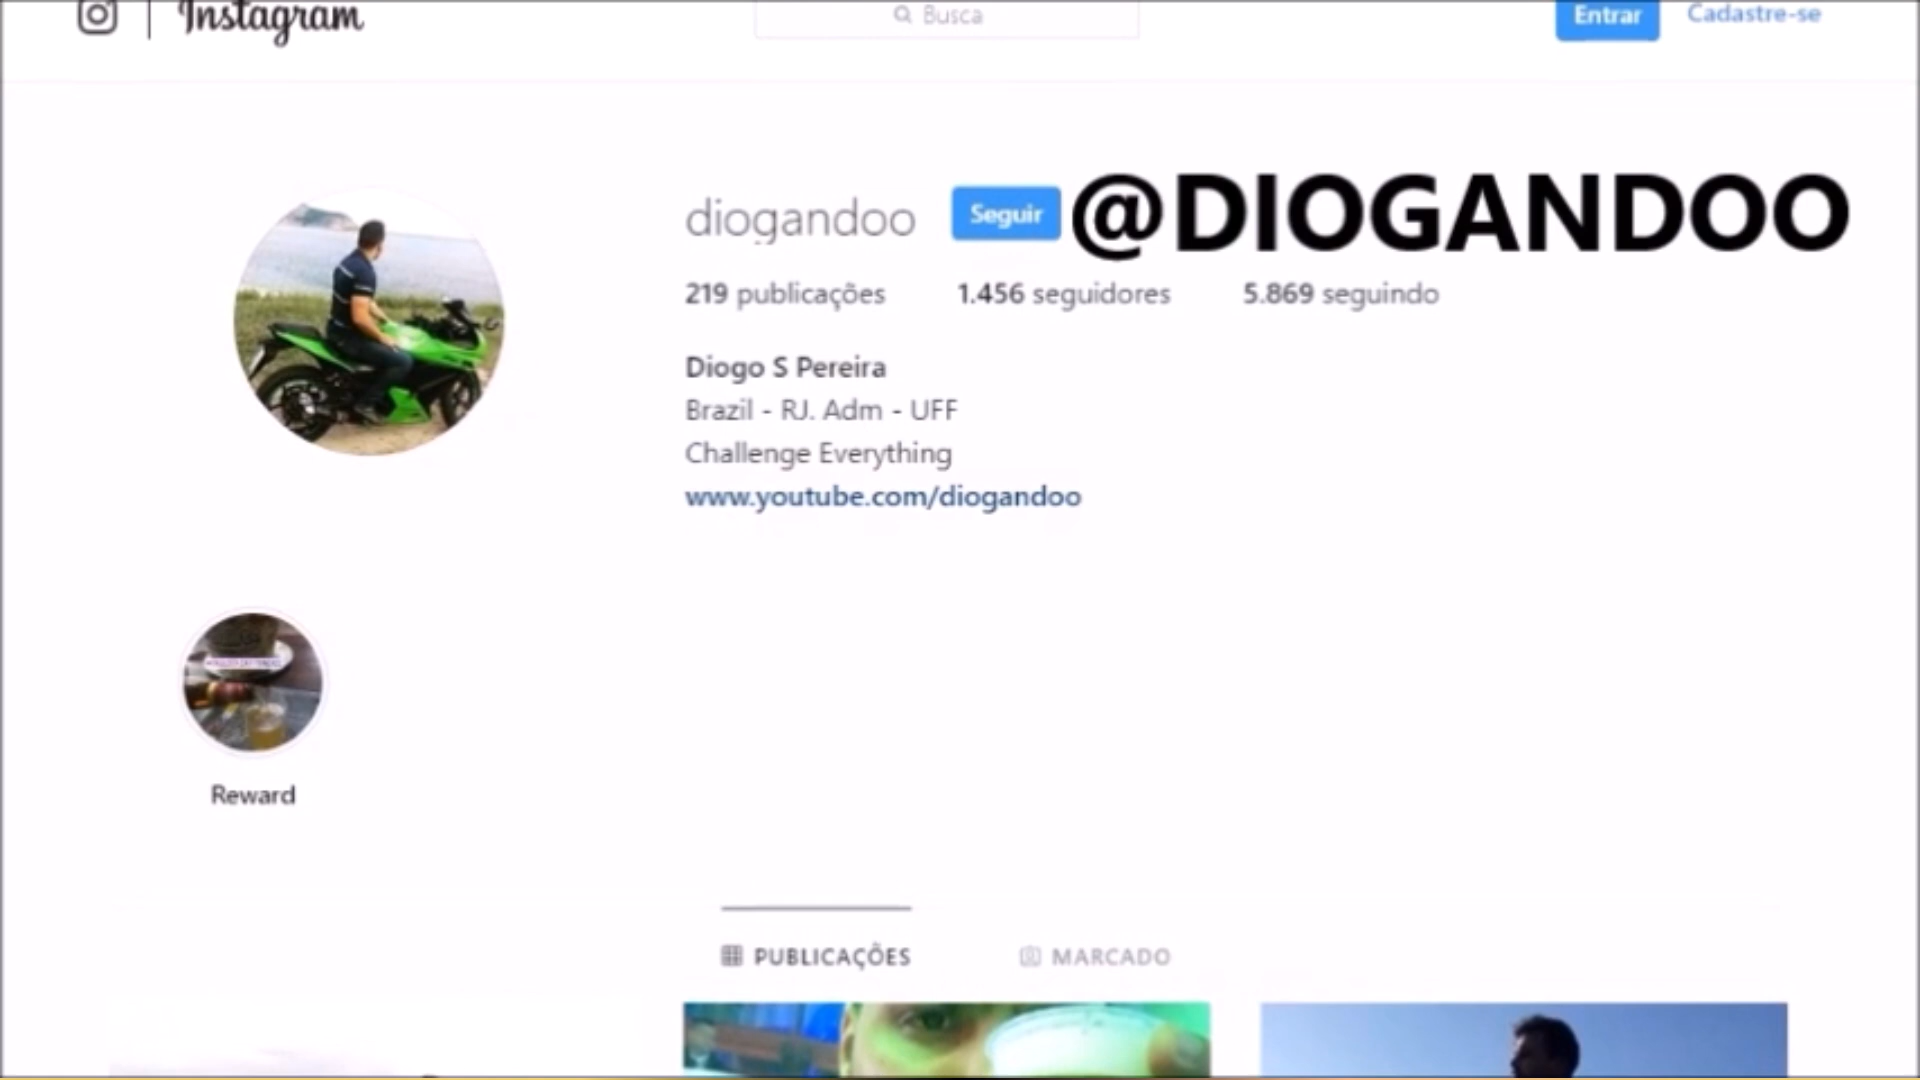 Instagram
Busca
Entrar
Cadastre-se
diogandoo
Seguir
@DIOGANDOO
219 publicações
1.456 seguidores
5.869 seguindo
Diogo S Pereira
Brazil - RJ. Adm - UFF
Challenge Everything
www.youtube.com/diogandoo
Reward
PUBLICAÇÕES
MARCADO